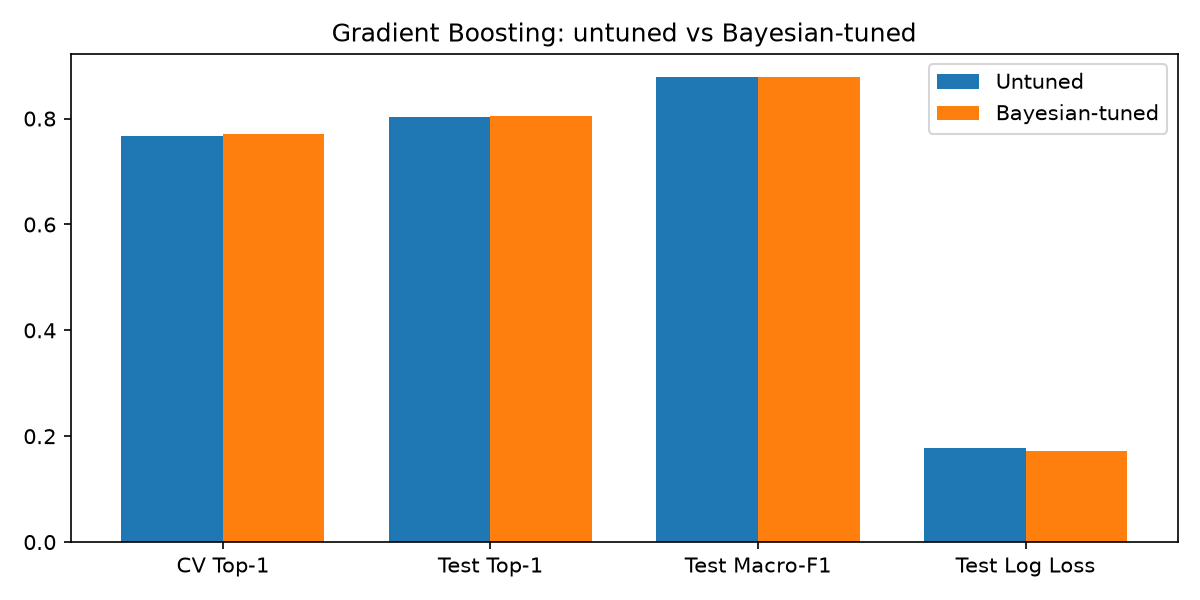 Gradient Boosting: untuned vs Bayesian-tuned
Untuned
Bayesian-tuned
0.8
0.6
0.4
0.2
0.0
CV Top-1
Test Top-1
Test Macro-F1
Test Log Loss